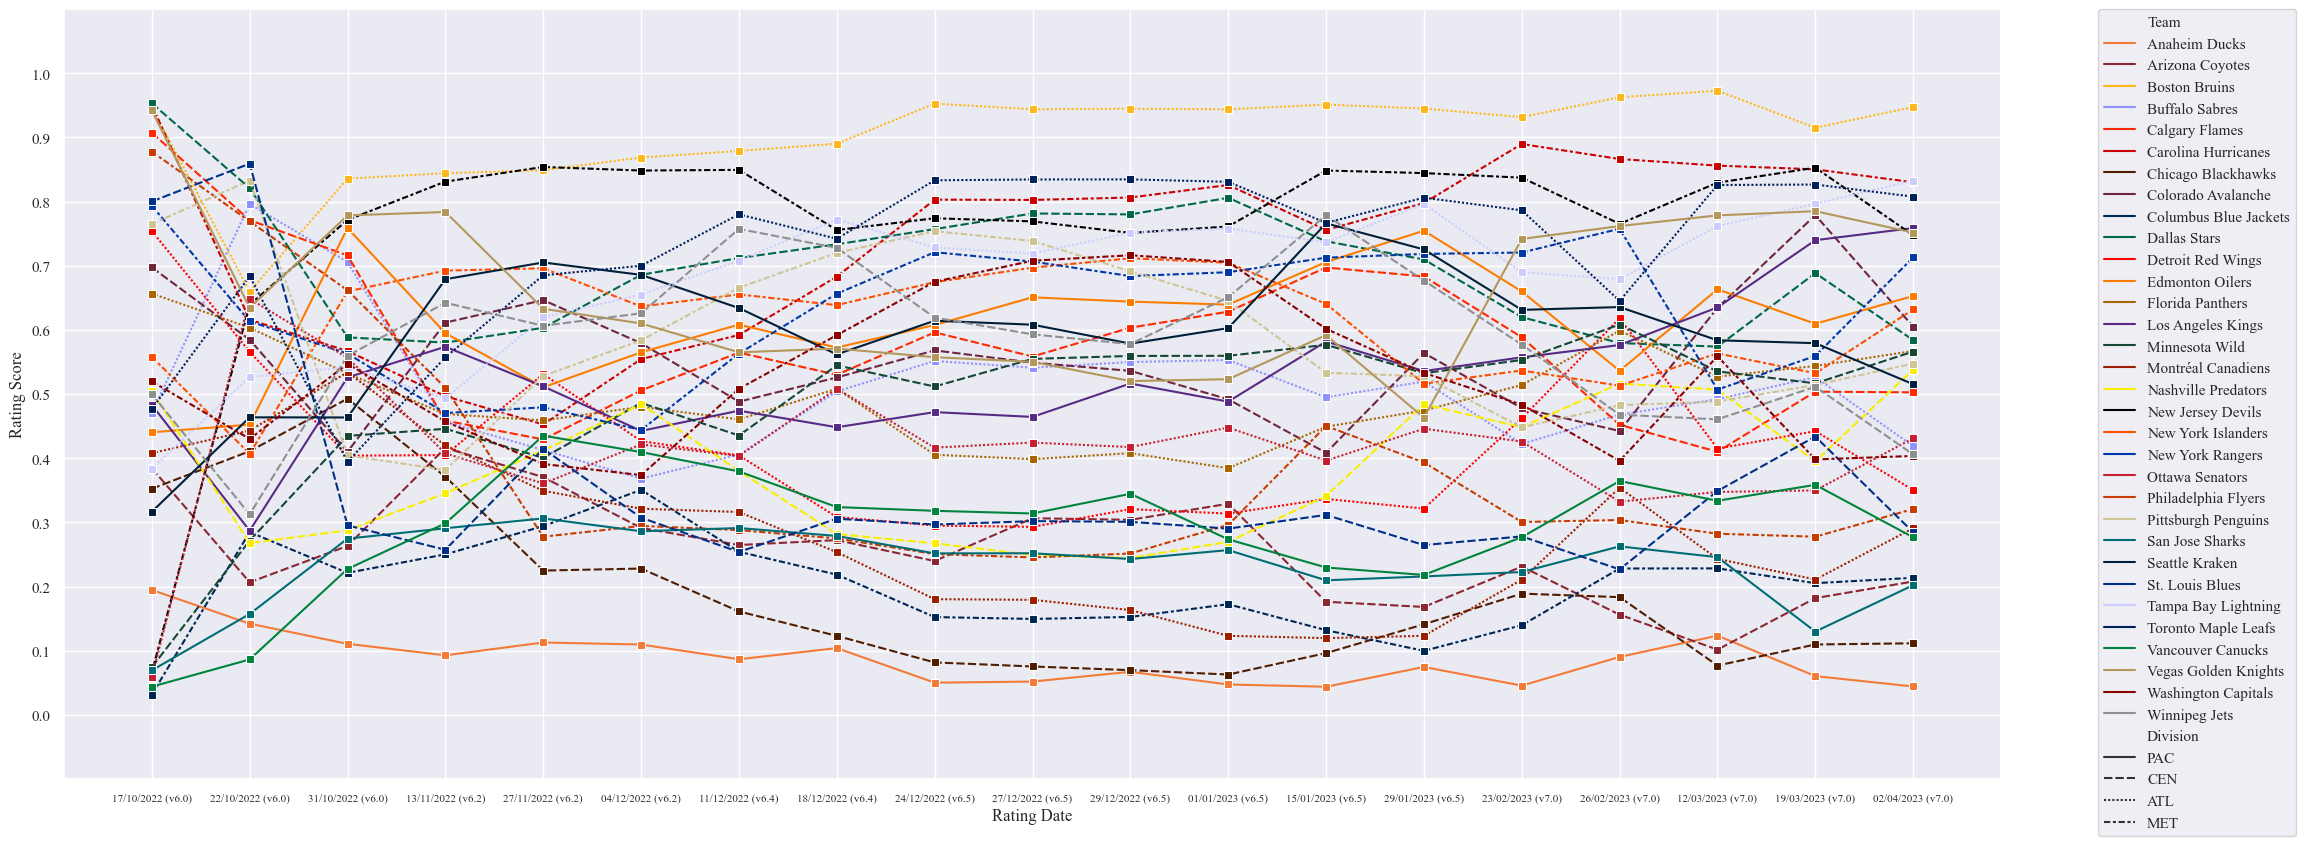 1.0
0.9
0.8
0.7
0.6
0.5
0.4
0.3
0.2
0.1
0.0
Rating Score
17/10/2022 (v6.0) 22/10/2022 (v6.0) 31/10/2022 (v6.0) 13/11/2022 (v6.2) 27/11/2022 (v6.2) 04/12/2022 (v6.2) 11/12/2022 (v6.4) 18/12/2022 (v6.4) 24/12/2022 (v6.5) 27/12/2022 (v6.5) 29/12/2022 (v6.5) 01/01/2023 (v6.5) 15/01/2023 (v6.5) 29/01/2023 (v6.5) 23/02/2023 (v7.0) 26/02/2023 (v7.0) 12/03/2023 (v7.0) 19/03/2023 (v7.0) 02/04/2023 (v7.0)
Rating Date
Team
Anaheim Ducks
Arizona Coyotes
Boston Bruins
Buffalo Sabres
Calgary Flames
Carolina Hurricanes
Chicago Blackhawks
Colorado Avalanche
Columbus Blue Jackets
Dallas Stars
Detroit Red Wings
Edmonton Oilers
Florida Panthers
Los Angeles Kings
Minnesota Wild
Montréal Canadiens
Nashville Predators
New Jersey Devils
New York Islanders
New York Rangers
Ottawa Senators
Philadelphia Flyers
Pittsburgh Penguins
San Jose Sharks
Seattle Kraken
St. Louis Blues
Tampa Bay Lightning
Toronto Maple Leafs
Vancouver Canucks
Vegas Golden Knights
Washington Capitals
Winnipeg Jets
Division
PAC
CEN
ATL
MET